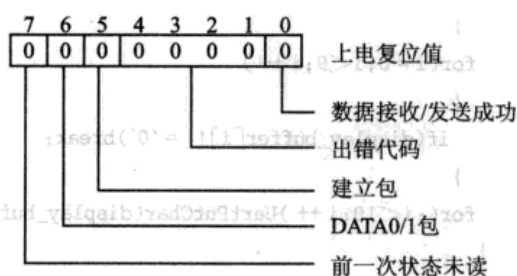 7 6 5 4 3 2 1 0
0 0 0 0 0 0 0 0 上电复位值
数据接收/发送成功
出错代码
建立包
DATA0/1包
前一次状态未读